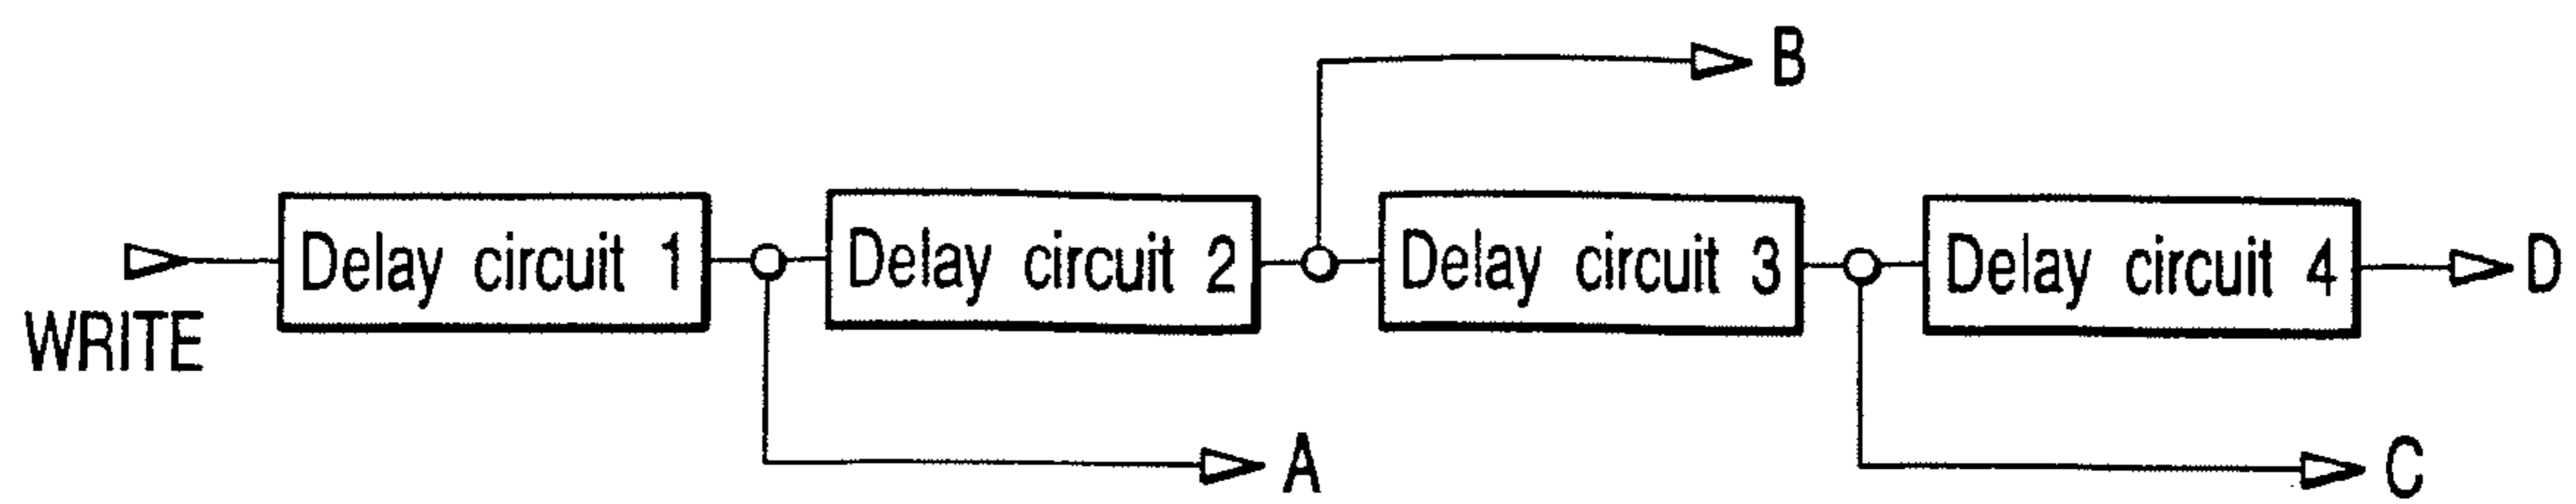 B
Delay circuit 1
Delay circuit 2
Delay circuit 3
Delay circuit 4
D
WRITE
A
C